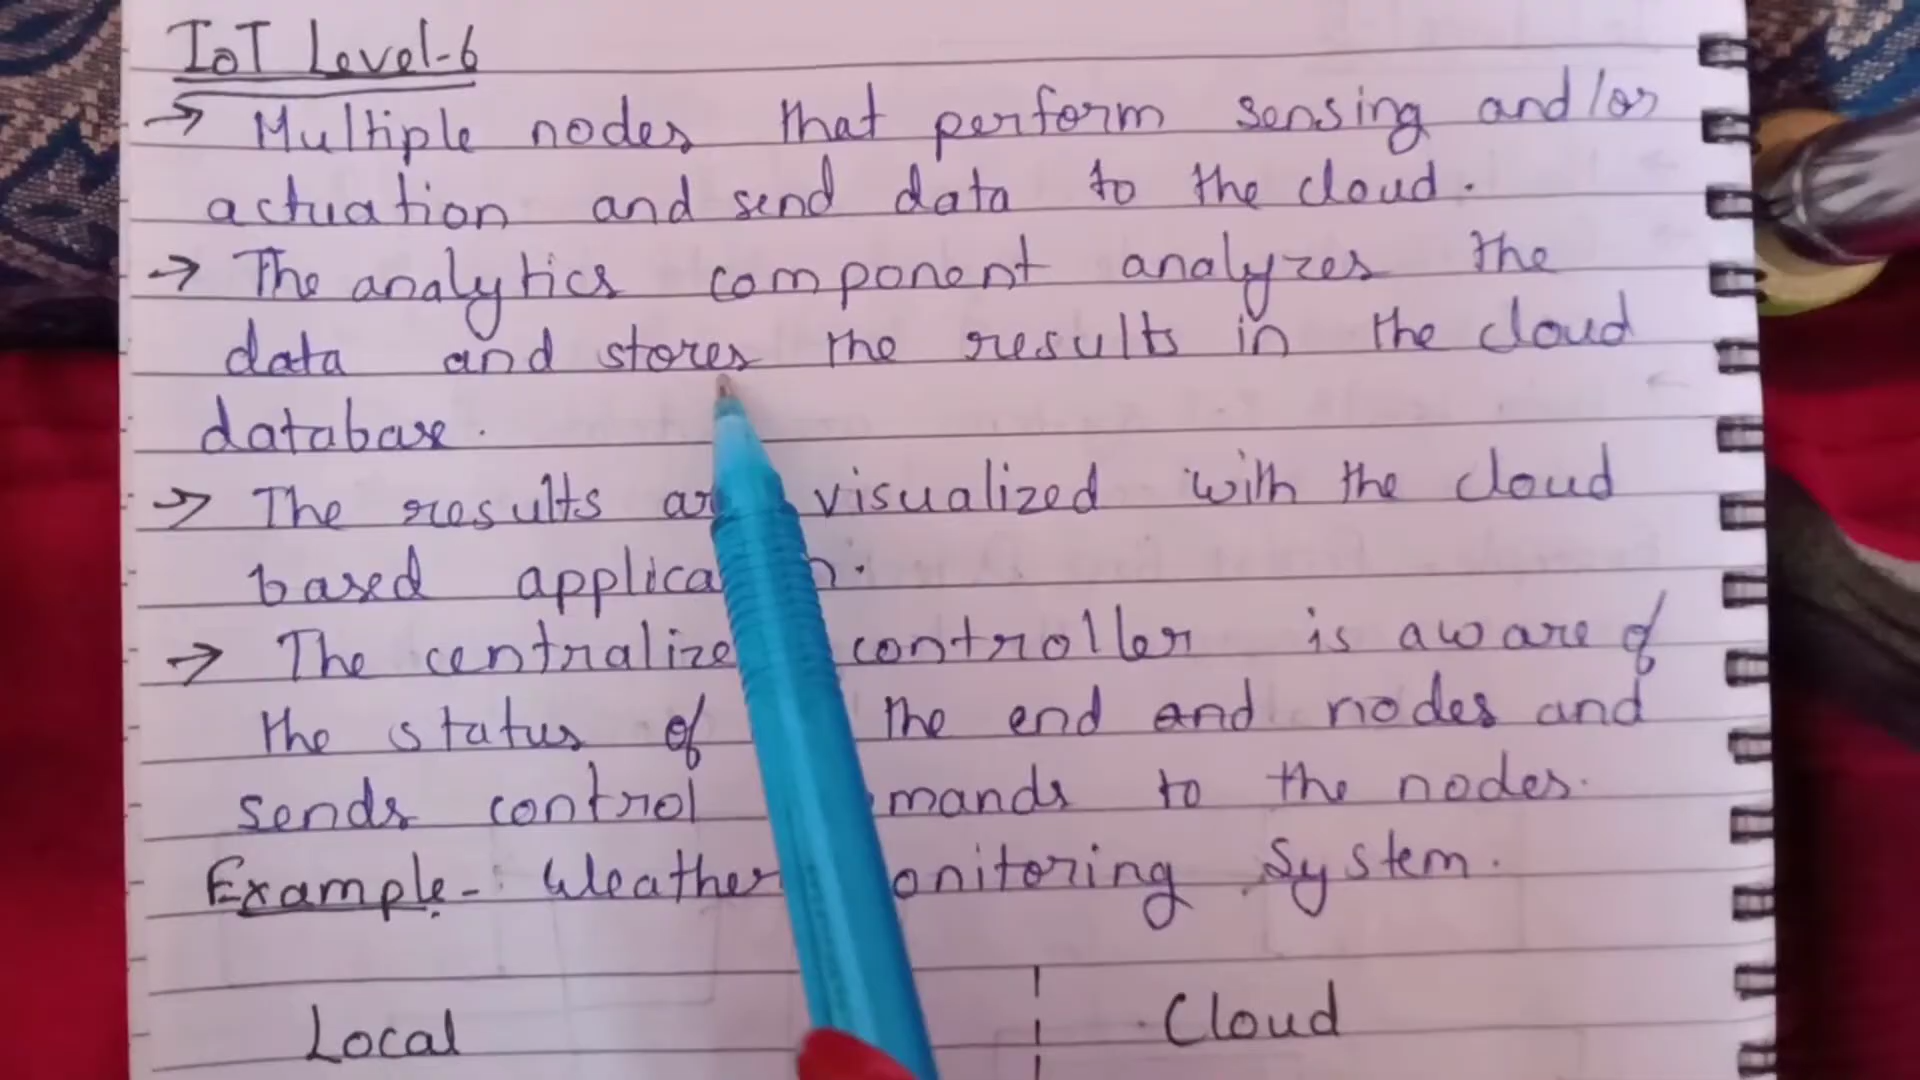 IoT Level-6
→ Multiple nodes that perform sensing and/or
actuation and send data to the cloud.
→ The analytics component analyzes the
data and stores the results in the cloud
database.
→ The results visualized with the cloud
based
→ The controller is aware of
the status of the end and nodes and
sends control to the nodes.
Example-: Weather System.
Local Cloud